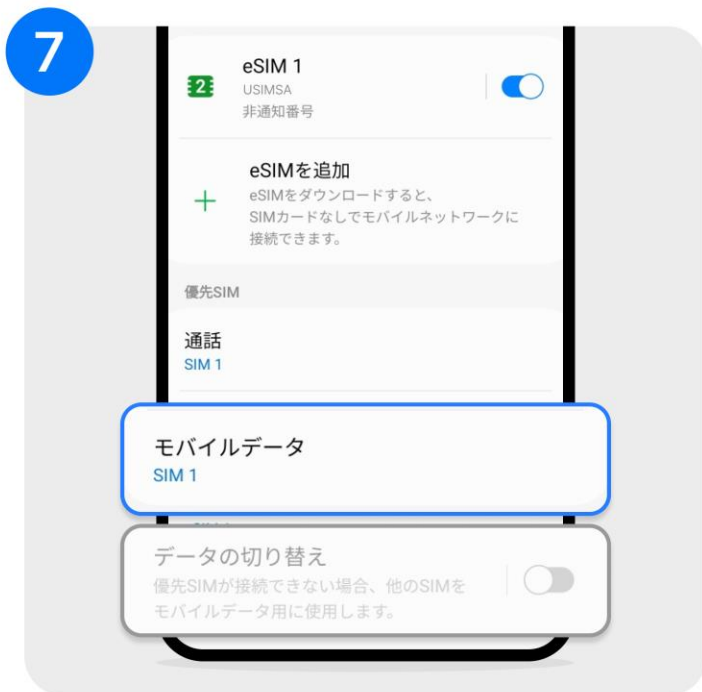 7
eSIM 1
2
USIMSA
非通知番号
eSIMを追加
eSIMをダウンロードすると、
SIMカードなしでモバイルネットワークに
接続できます。
優先SIM
通話
SIM 1
モバイルデータ
SIM 1
データの切り替え
優先SIMが接続できない場合、他のSIMを
モバイルデータ用に使用します。